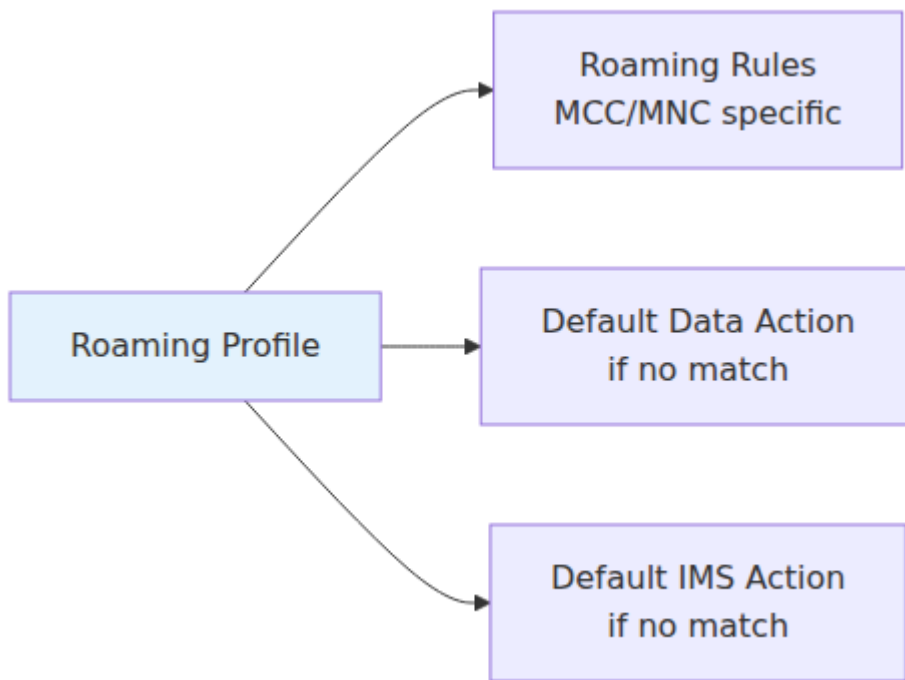 Roaming Rules
MCC/MNC specific
Roaming Profile
Default Data Action
if no match
Default IMS Action
if no match